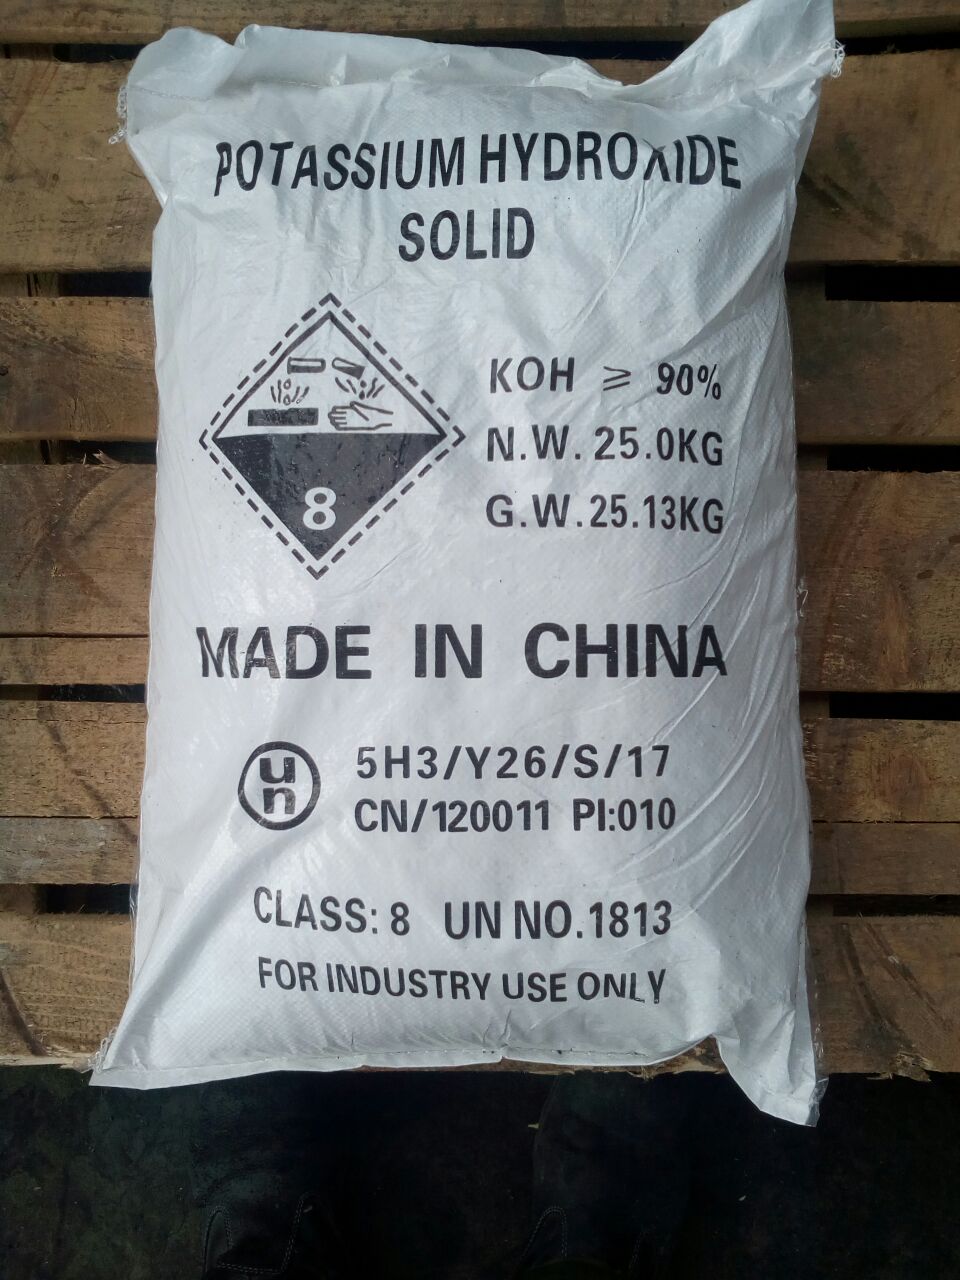 POTASSIUM HYDROXIDE
SOLID
KOH ⩾ 90%
N.W. 25.0KG
G.W. 25.13KG
8
MADE IN CHINA
un
5H3/Y26/S/17
CN/120011 PI:010
CLASS: 8 UN NO.1813
FOR INDUSTRY USE ONLY